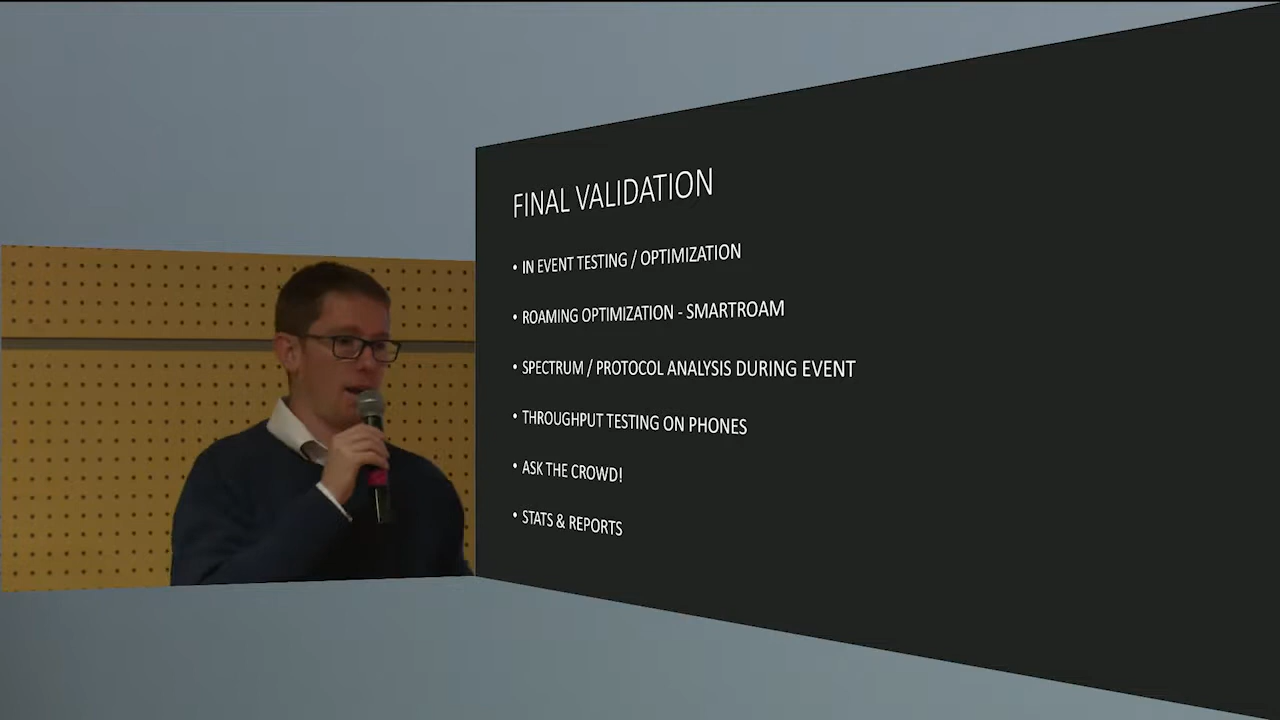 FINAL VALIDATION
• IN EVENT TESTING / OPTIMIZATION
• ROAMING OPTIMIZATION - SMARTROAM
• SPECTRUM / PROTOCOL ANALYSIS DURING EVENT
• THROUGHPUT TESTING ON PHONES
• ASK THE CROWD!
• STATS & REPORTS